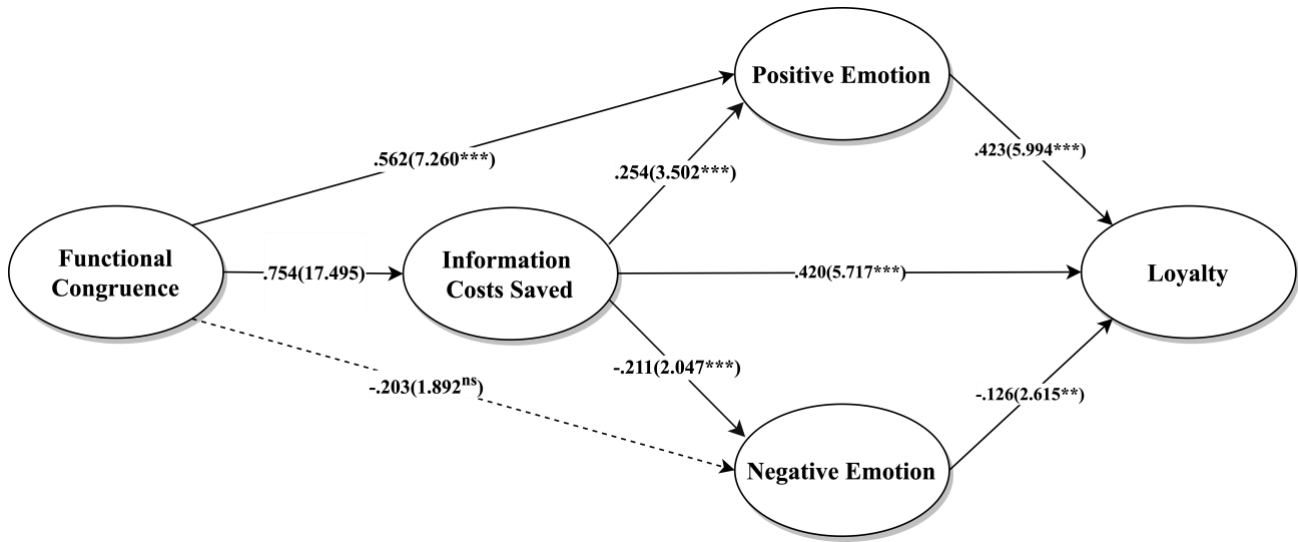 Positive Emotion
.562(7.260***)
.254(3.502***)
.423(5.994***)
Functional
Congruence
.754(17.495)
Information
Costs Saved
.420(5.717***)
Loyalty
-.203(1.892ns)
-.211(2.047***)
-.126(2.615**)
Negative Emotion